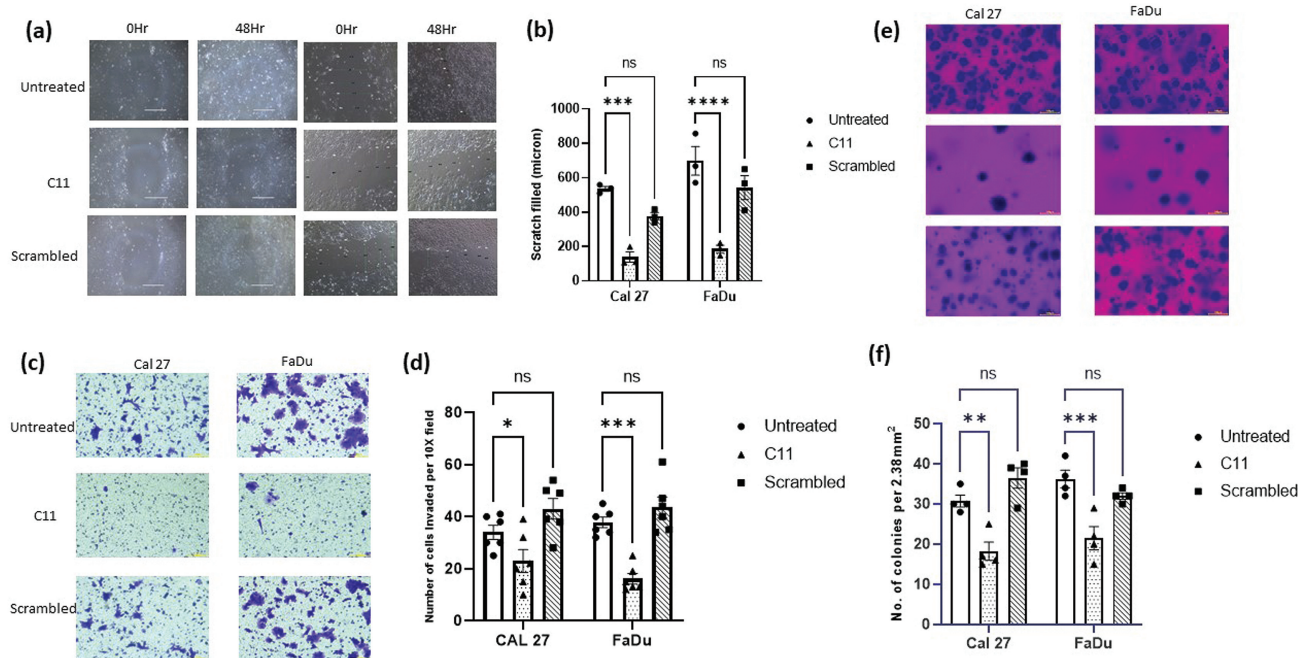 (a)
0Hr 48Hr 0Hr 48Hr
Untreated
C11
Scrambled
(b)
ns ns
*** ****
Scratch filled (micron)
1000
800
600
400
200
0
Cal 27 FaDu
Untreated
C11
Scrambled
(c)
Cal 27 FaDu
Untreated
C11
Scrambled
(d)
ns ns
* ***
Number of cells Invaded per 10X field
80
60
40
20
0
CAL 27 FaDu
Untreated
C11
Scrambled
(e)
Cal 27 FaDu
(f)
ns ns
** ***
No. of colonies per 2.38mm²
50
40
30
20
10
0
Cal 27 FaDu
Untreated
C11
Scrambled